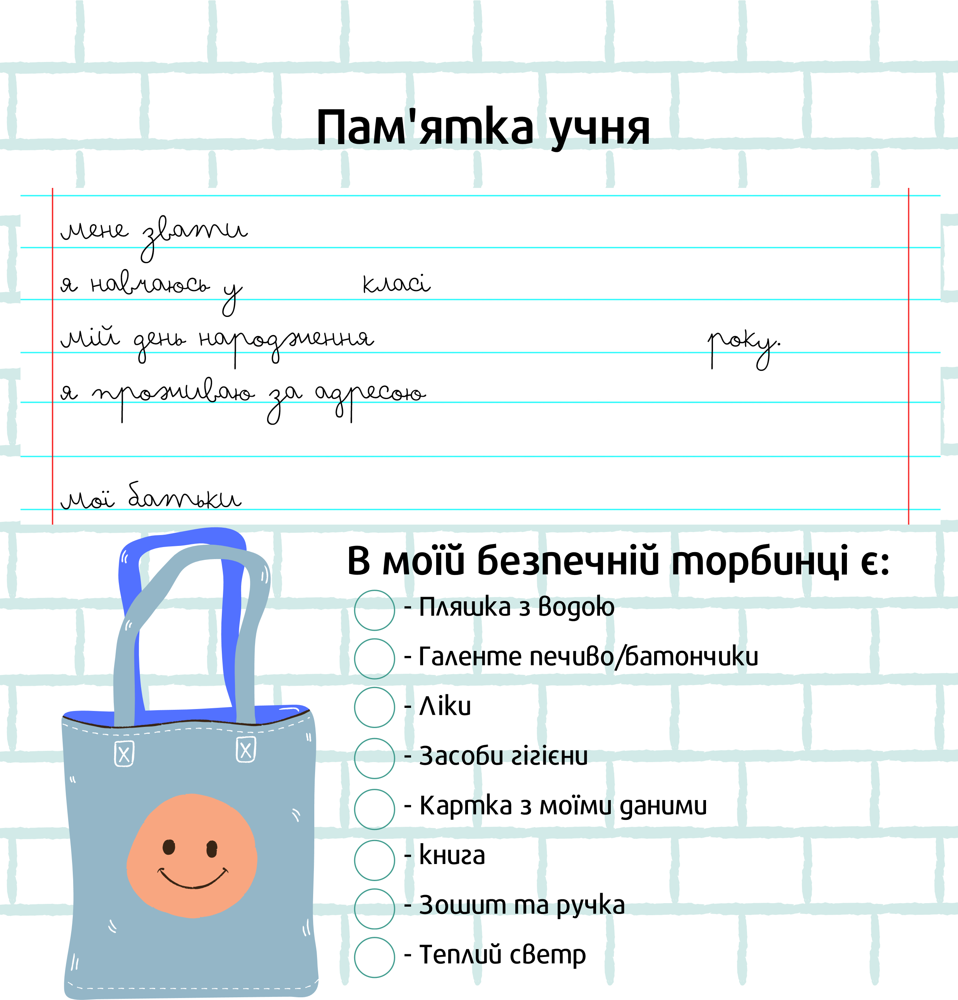 Пам'ятка учня
мене звати
я навчаюсь у класі
мій день народження року.
я проживаю за адресою
мої батьки
В моїй безпечній торбинці є:
- Пляшка з водою
- Галенте печиво/батончики
- Ліки
- Засоби гігієни
- Картка з моїми даними
- книга
- Зошит та ручка
- Теплий светр